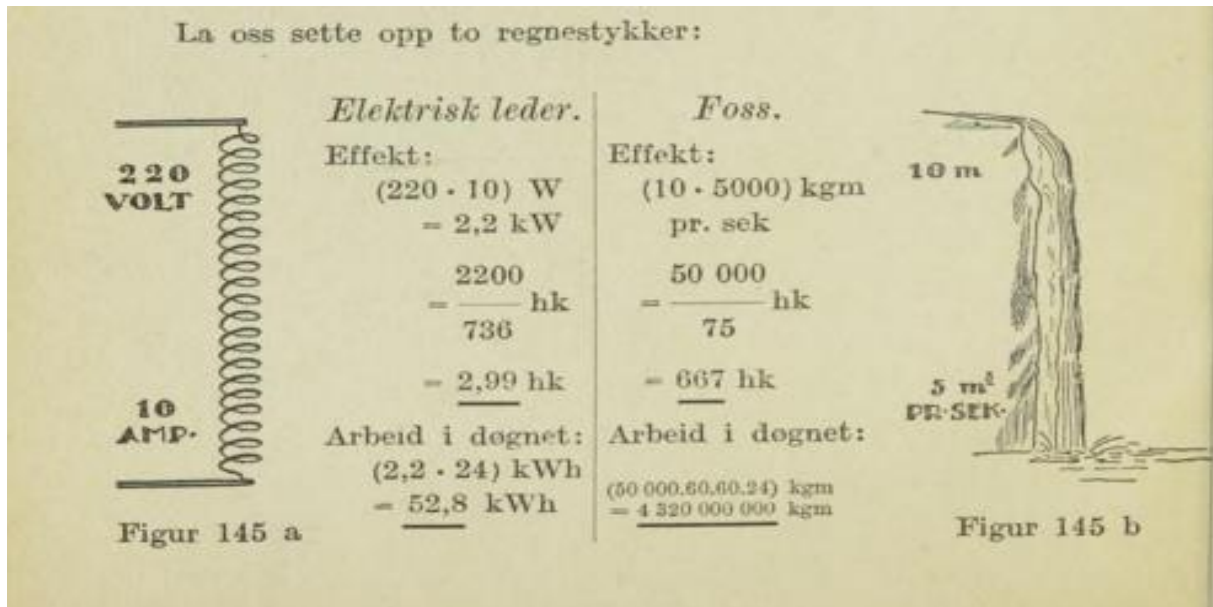 La oss sette opp to regnestykker:
220
VOLT
10
AMP.
Figur 145 a
Elektrisk leder.
Effekt:
(220 · 10) W
= 2,2 kW
= 2200/736 hk
= 2,99 hk
Arbeid i døgnet:
(2,2 · 24) kWh
= 52,8 kWh
Foss.
Effekt:
(10 · 5000) kgm
pr. sek
= 50 000/75 hk
= 667 hk
Arbeid i døgnet:
(50 000.60.60.24) kgm
= 4 320 000 000 kgm
10 m
5 m³
PR·SEK·
Figur 145 b